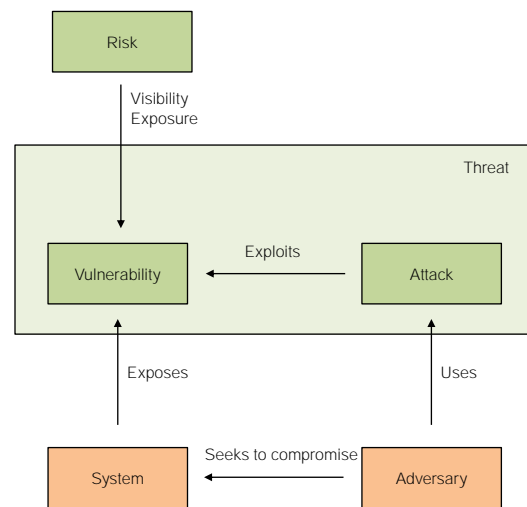 Risk
Visibility
Exposure
Threat
Exploits
Vulnerability
Attack
Exposes
Uses
Seeks to compromise
System
Adversary